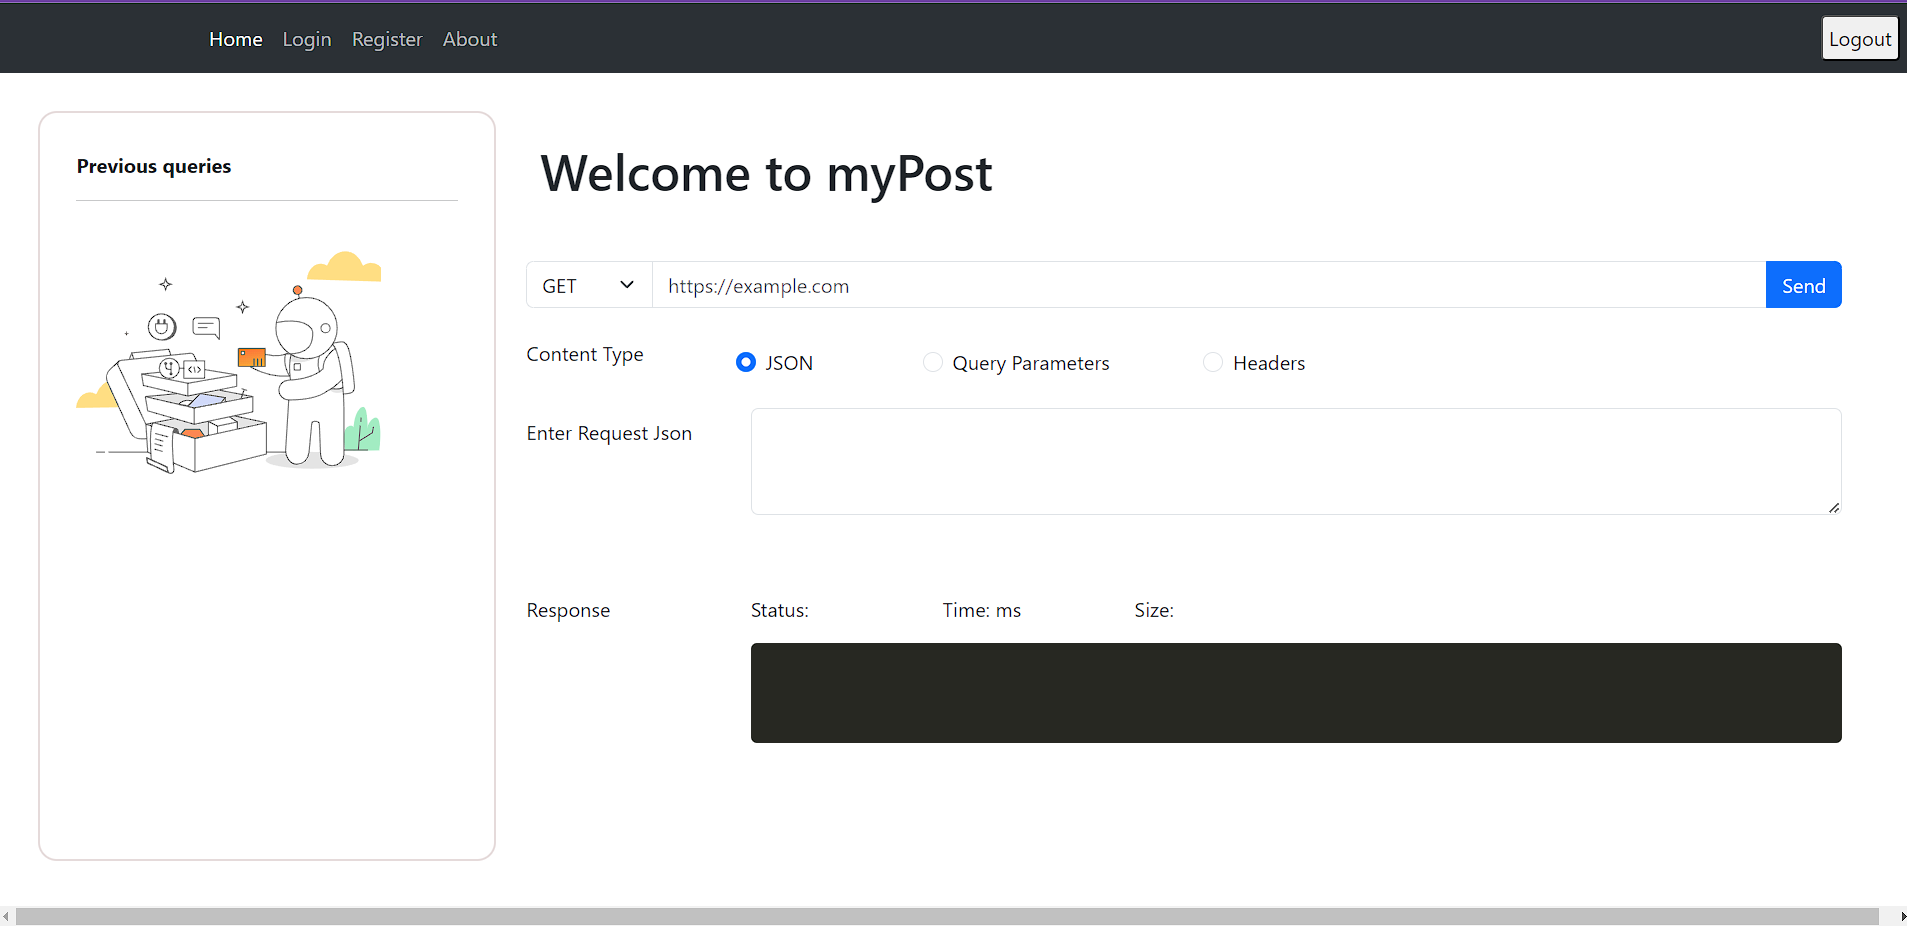 Home Login Register About Logout
Previous queries
Welcome to myPost
GET https://example.com Send
Content Type JSON Query Parameters Headers
Enter Request Json
Response Status: Time: ms Size: